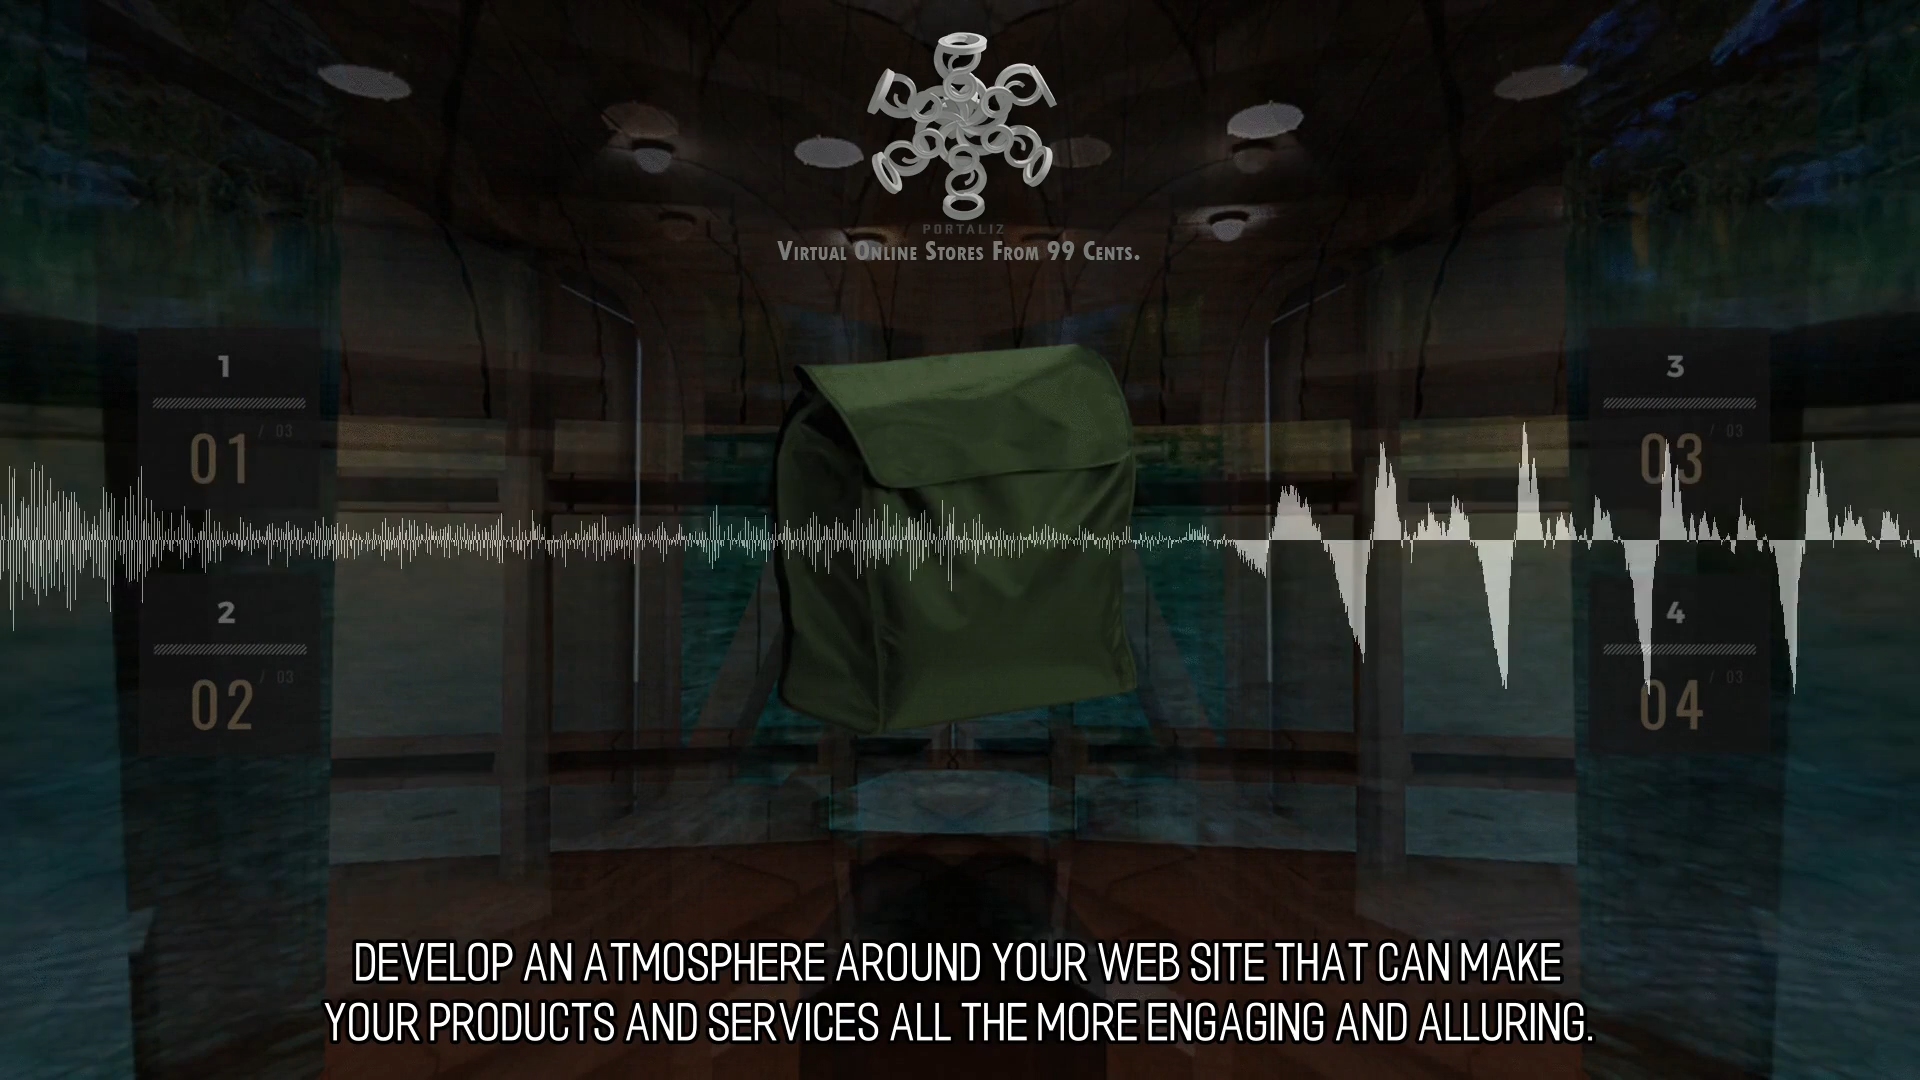 PORTALIZ
Virtual Online Stores From 99 Cents.
1
01 / 03
2
02 / 03
3
03 / 03
4
04 / 03
DEVELOP AN ATMOSPHERE AROUND YOUR WEB SITE THAT CAN MAKE
YOUR PRODUCTS AND SERVICES ALL THE MORE ENGAGING AND ALLURING.